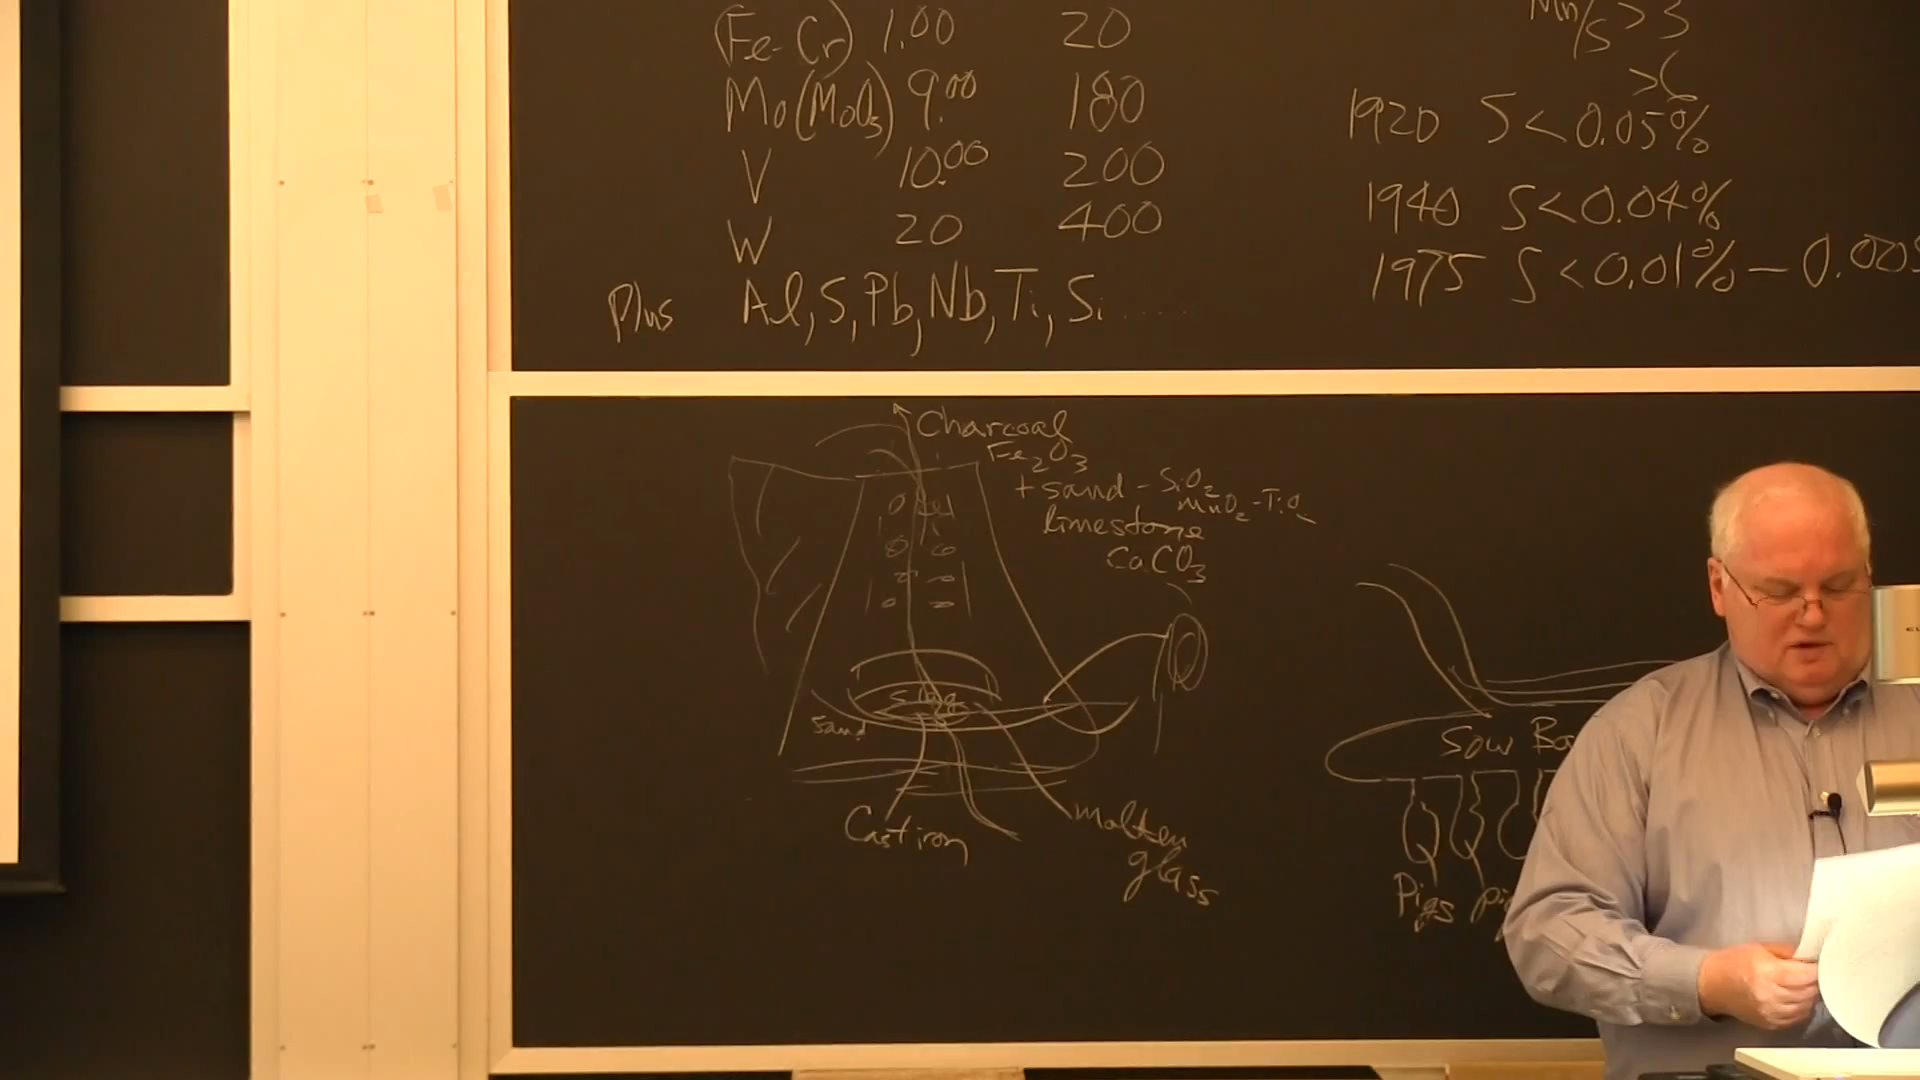 (Fe-Cr) 1.00 20
Mo(MoO3) 9.00 180
V 10.00 200
W 20 400
Plus Al, S, Pb, Nb, Ti, Si.....
Mn/S > 3
>6
1920 S<0.05%
1940 S<0.04%
1975 S<0.01% - 0.005
Charcoal
Fe2O3
+ sand - SiO2
MnO2-TiO2
limestone
CaCO3
slag
Sand
Cast iron
molten
glass
Sow
Pigs